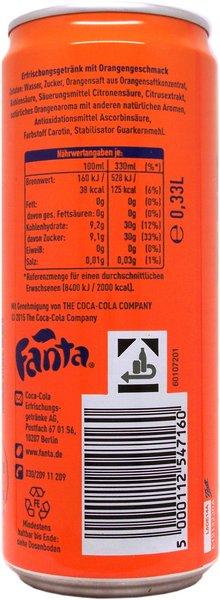 Erfrischungsgetränk mit Orangengeschmack
Zutaten: Wasser, Zucker, Orangensaft aus Orangensaftkonzentrat,
Kohlensäure, Säuerungsmittel Citronensäure, Citrusextrakt,
natürliches Orangenaroma mit anderen natürlichen Aromen,
Antioxidationsmittel Ascorbinsäure,
Farbstoff Carotin, Stabilisator Guarkernmehl.
Nährwertangaben je:
100ml 330ml (%*)
Brennwert: 160 kJ / 528 kJ /
38 kcal 125 kcal (6%)
Fett: 0g 0g (0%)
davon ges. Fettsäuren: 0g 0g (0%)
Kohlenhydrate: 9,2g 30g (12%)
davon Zucker: 9,1g 30g (33%)
Eiweiß: 0g 0g (0%)
Salz: 0,01g 0,03g (1%)
*Referenzmenge für einen durchschnittlichen
Erwachsenen (8400 kJ / 2000 kcal).
℮ 0,33L
Mit Genehmigung von THE COCA-COLA COMPANY
© 2015 The Coca-Cola Company
Fanta®
Coca-Cola
Erfrischungs-
getränke AG,
Postfach 67 01 56,
10207 Berlin
www.fanta.de
030/209 11 209
FE
Mindestens
haltbar bis Ende:
siehe Dosenboden
60107201
5 000112 547160